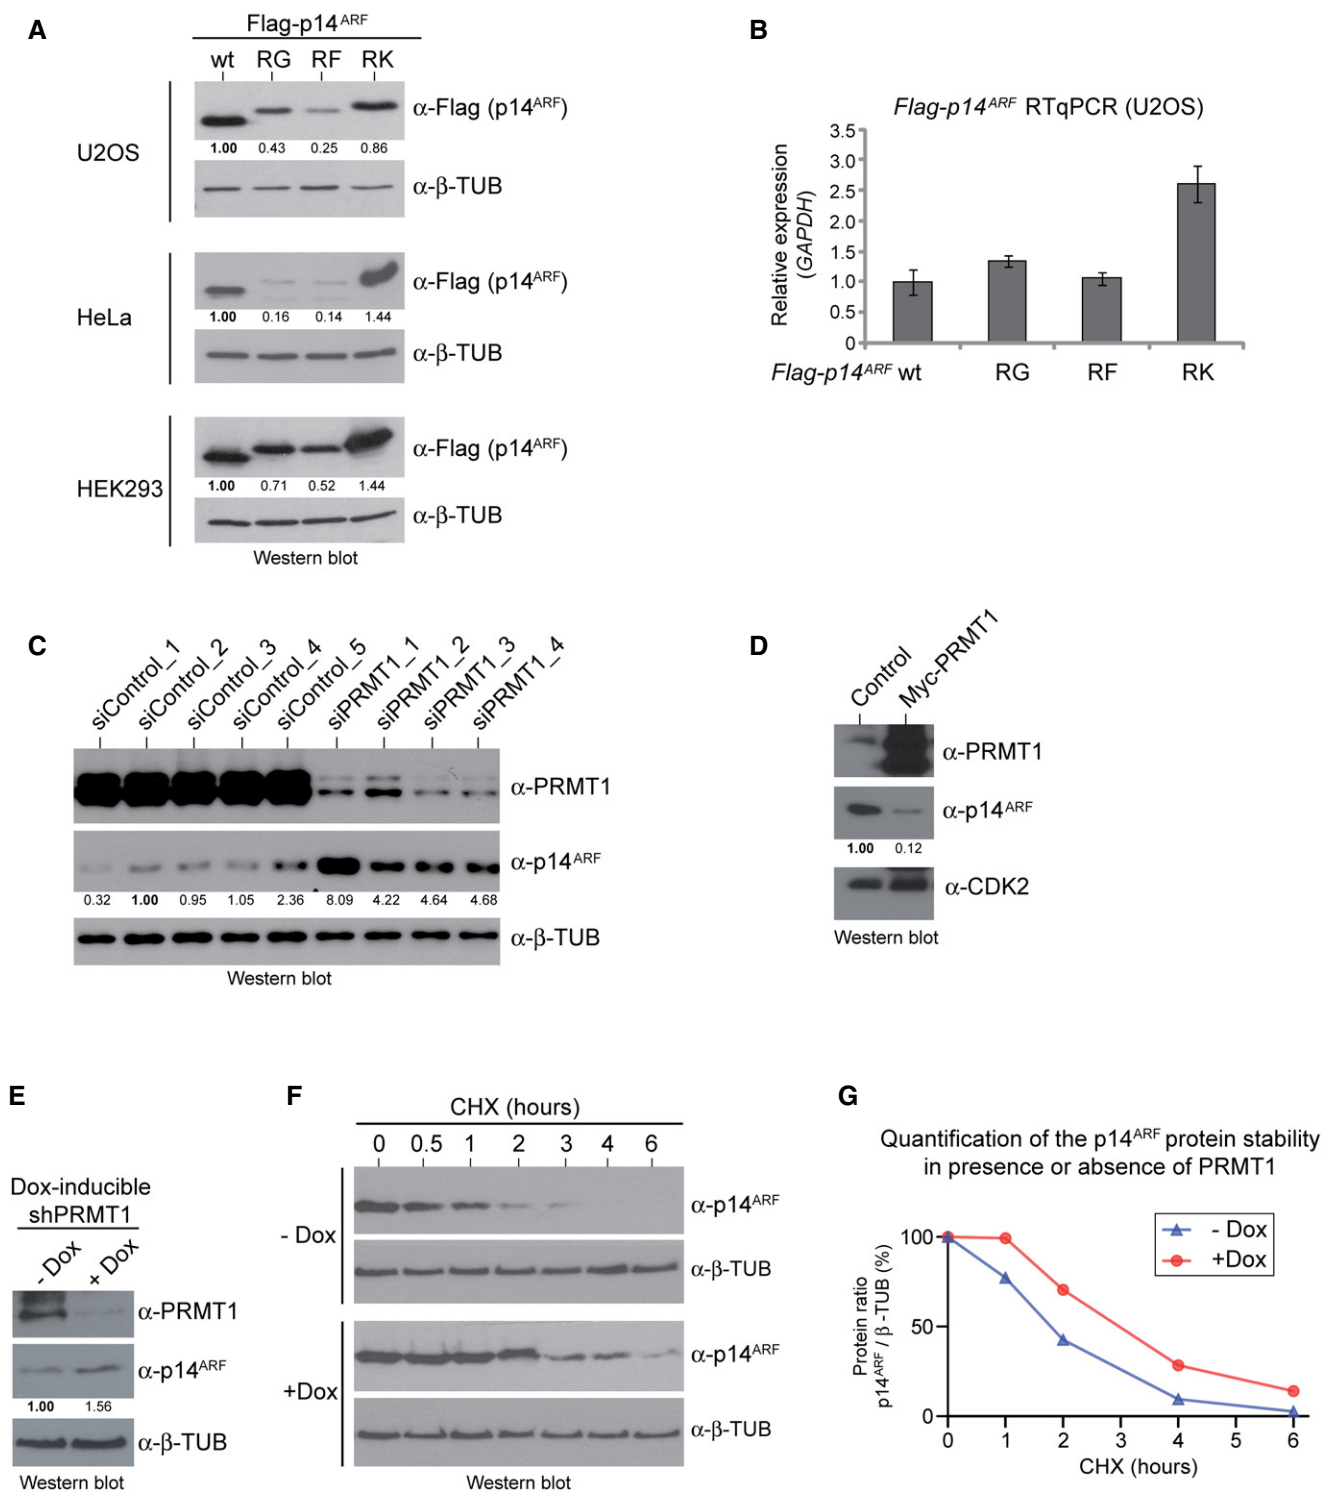 A
Flag-p14ARF
wt RG RF RK
U2OS
α-Flag (p14ARF)
1.00 0.43 0.25 0.86
α-β-TUB
HeLa
α-Flag (p14ARF)
1.00 0.16 0.14 1.44
α-β-TUB
HEK293
α-Flag (p14ARF)
1.00 0.71 0.52 1.44
α-β-TUB
Western blot
B
Flag-p14ARF RTqPCR (U2OS)
Relative expression
(GAPDH)
3.5
3.0
2.5
2.0
1.5
1.0
0.5
0
Flag-p14ARF wt RG RF RK
C
siControl_1
siControl_2
siControl_3
siControl_4
siControl_5
siPRMT1_1
siPRMT1_2
siPRMT1_3
siPRMT1_4
α-PRMT1
α-p14ARF
0.32 1.00 0.95 1.05 2.36 8.09 4.22 4.64 4.68
α-β-TUB
Western blot
D
Control
Myc-PRMT1
α-PRMT1
α-p14ARF
1.00 0.12
α-CDK2
Western blot
E
Dox-inducible
shPRMT1
- Dox
+ Dox
α-PRMT1
α-p14ARF
1.00 1.56
α-β-TUB
Western blot
F
CHX (hours)
0 0.5 1 2 3 4 6
- Dox
α-p14ARF
α-β-TUB
+Dox
α-p14ARF
α-β-TUB
Western blot
G
Quantification of the p14ARF protein stability
in presence or absence of PRMT1
- Dox
+Dox
Protein ratio
p14ARF / β -TUB (%)
100
50
0
0 1 2 3 4 5 6
CHX (hours)